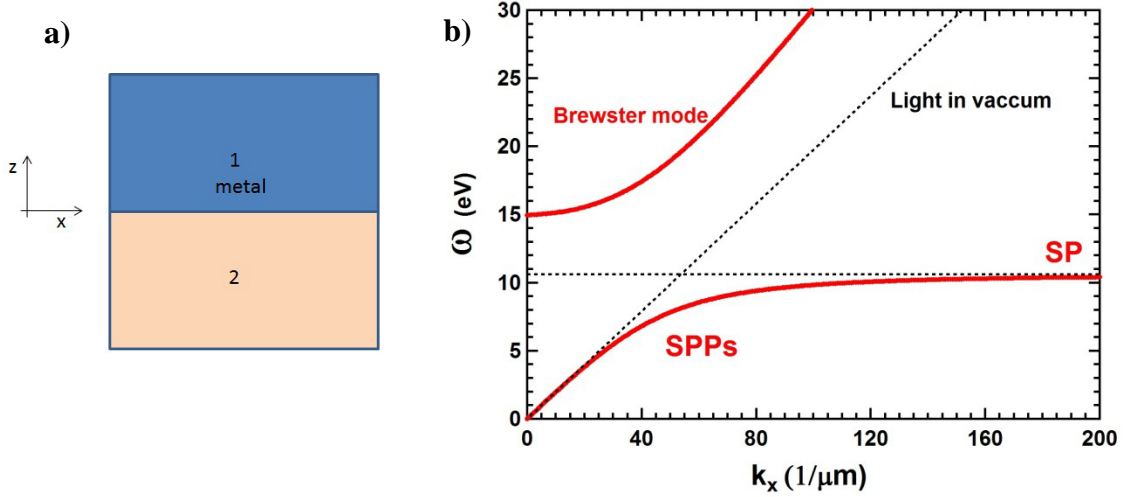 a)
1
metal
z
x
2
b)
30
25
20
15
10
5
0
ω (eV)
Brewster mode
Light in vaccum
SP
SPPs
0
40
80
120
160
200
kₓ (1/μm)